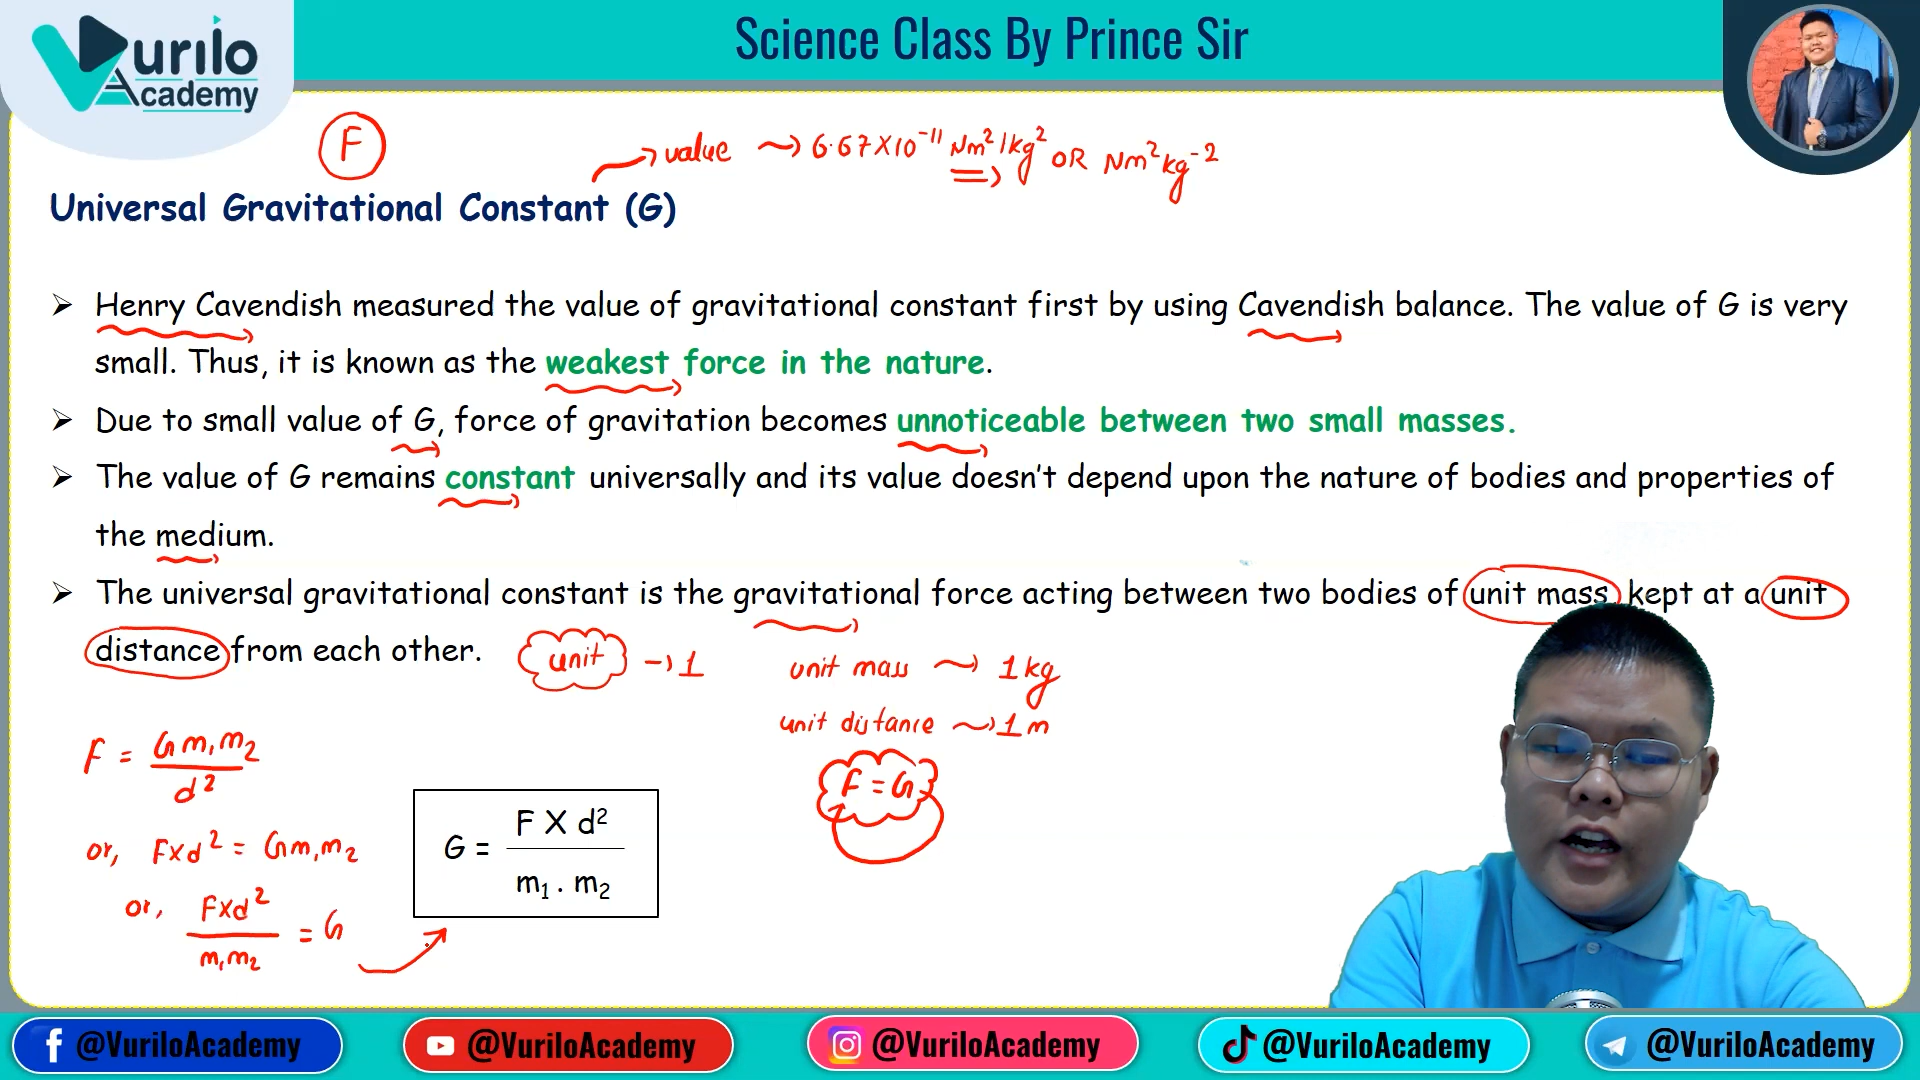 Vurilo
Academy
Science Class By Prince Sir
F
value 6.67X10⁻¹¹ Nm²/kg² OR Nm²kg⁻²
Universal Gravitational Constant (G)
➢ Henry Cavendish measured the value of gravitational constant first by using Cavendish balance. The value of G is very
small. Thus, it is known as the weakest force in the nature.
➢ Due to small value of G, force of gravitation becomes unnoticeable between two small masses.
➢ The value of G remains constant universally and its value doesn't depend upon the nature of bodies and properties of
the medium.
➢ The universal gravitational constant is the gravitational force acting between two bodies of unit mass kept at a unit
distance from each other.
unit → 1
unit mass → 1 kg
unit distance → 1 m
F = G
F = Gm₁m₂
d²
or, Fxd² = Gm₁m₂
or, Fxd² = G
m₁m₂
G = F X d²
m₁ . m₂
@VuriloAcademy
@VuriloAcademy
@VuriloAcademy
@VuriloAcademy
@VuriloAcademy